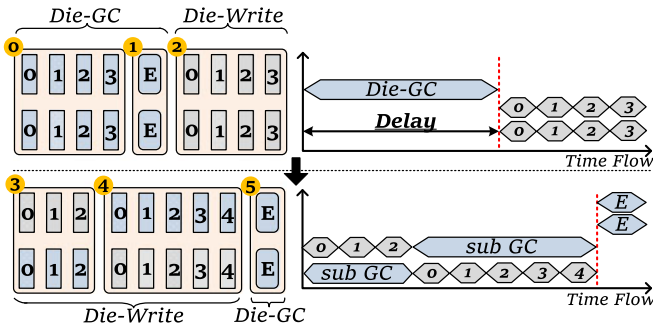 Die-GC Die-Write
0 1 2
0 1 2 3 E 0 1 2 3 Die-GC
0 1 2 3
0 1 2 3 E 0 1 2 3 Delay 0 1 2 3
Time Flow
3 4 5
0 1 2 0 1 2 3 4 E E
E
0 1 2 sub GC
0 1 2 0 1 2 3 4 E sub GC 0 1 2 3 4
Time Flow
Die-Write Die-GC